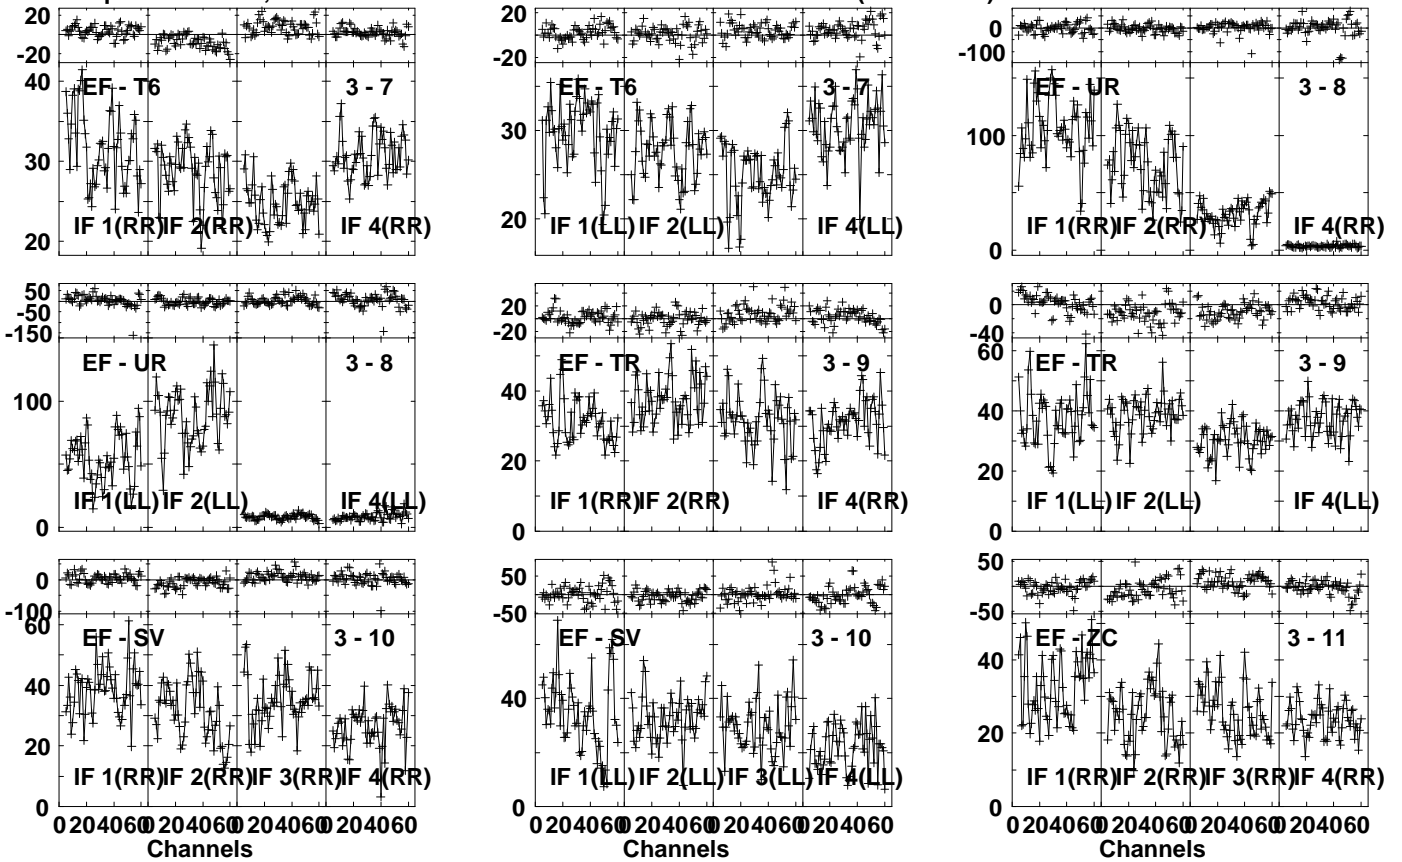 20 20 0
-20 -20 -100
40 EF - T6 3 - 7 EF - T6 3 - 7 EF - UR 3 - 8
30 30 100
20 20 0
IF 1(RR) IF 2(RR) IF 4(RR) IF 1(LL) IF 2(LL) IF 4(LL) IF 1(RR) IF 2(RR) IF 4(RR)
50 20 0
-50 -20 -40
-150
EF - UR 3 - 8 EF - TR 3 - 9 60 EF - TR 3 - 9
100 40 40
20 20
IF 1(LL) IF 2(LL) IF 4(LL) IF 1(RR) IF 2(RR) IF 4(RR) IF 1(LL) IF 2(LL) IF 4(LL)
0 0 0
0 50 50
-100 -50 -50
60 EF - SV 3 - 10 EF - SV 3 - 10 EF - ZC 3 - 11
40 40 40
20 20
IF 1(RR) IF 2(RR) IF 3(RR) IF 4(RR) IF 1(LL) IF 2(LL) IF 3(LL) IF 4(LL) IF 1(RR) IF 2(RR) IF 3(RR) IF 4(RR)
0 0 0
0 204060 0 204060 0 204060 0 204060 0 204060 0 204060 0 204060 0 204060 0 204060 0 204060 0 204060 0 204060
Channels Channels Channels